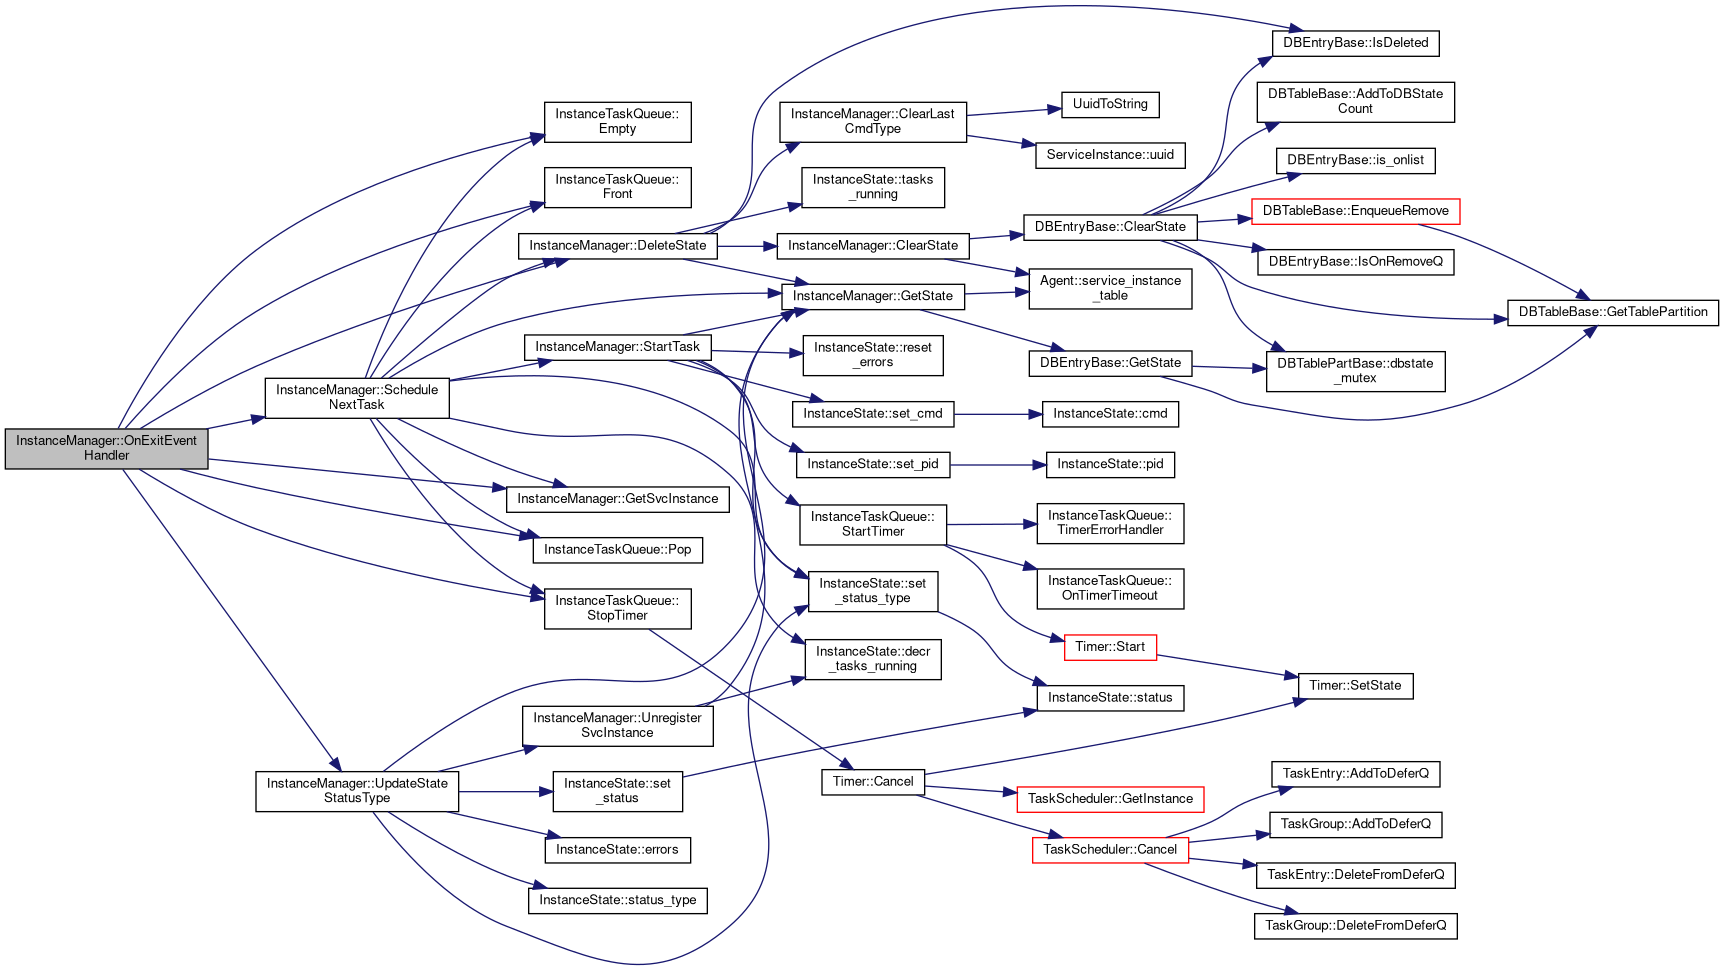 InstanceManager::OnExitEvent
Handler
InstanceManager::Schedule
NextTask
InstanceManager::UpdateState
StatusType
InstanceTaskQueue::
Empty
InstanceTaskQueue::
Front
InstanceManager::DeleteState
InstanceManager::StartTask
InstanceManager::GetSvcInstance
InstanceTaskQueue::Pop
InstanceTaskQueue::
StopTimer
InstanceManager::Unregister
SvcInstance
InstanceState::set
_status
InstanceState::errors
InstanceState::status_type
InstanceManager::ClearLast
CmdType
InstanceState::tasks
_running
InstanceManager::ClearState
InstanceManager::GetState
InstanceState::reset
_errors
InstanceState::set_cmd
InstanceState::set_pid
InstanceTaskQueue::
StartTimer
InstanceState::set
_status_type
InstanceState::decr
_tasks_running
Timer::Cancel
UuidToString
ServiceInstance::uuid
DBEntryBase::ClearState
Agent::service_instance
_table
DBEntryBase::GetState
InstanceState::cmd
InstanceState::pid
InstanceTaskQueue::
TimerErrorHandler
InstanceTaskQueue::
OnTimerTimeout
Timer::Start
InstanceState::status
TaskScheduler::GetInstance
TaskScheduler::Cancel
DBEntryBase::IsDeleted
DBTableBase::AddToDBState
Count
DBEntryBase::is_onlist
DBTableBase::EnqueueRemove
DBEntryBase::IsOnRemoveQ
DBTablePartBase::dbstate
_mutex
Timer::SetState
TaskEntry::AddToDeferQ
TaskGroup::AddToDeferQ
TaskEntry::DeleteFromDeferQ
TaskGroup::DeleteFromDeferQ
DBTableBase::GetTablePartition